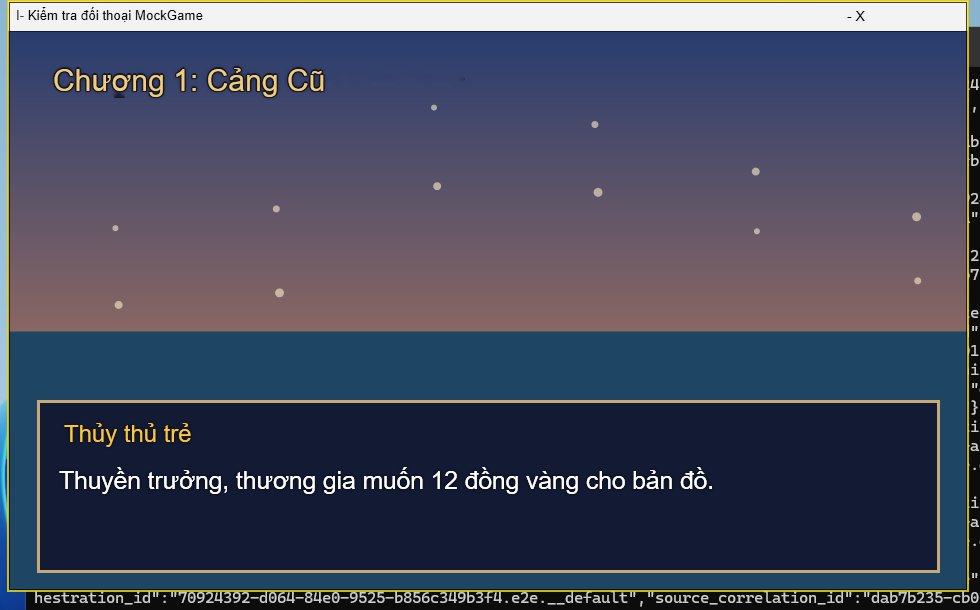 I- Kiểm tra đối thoại MockGame
- X
Chương 1: Cảng Cũ
Thủy thủ trẻ
Thuyền trưởng, thương gia muốn 12 đồng vàng cho bản đồ.
hestration_id":"70924392-d064-84e0-9525-b856c349b3f4.e2e.__default","source_correlation_id":"dab7b235-cb6